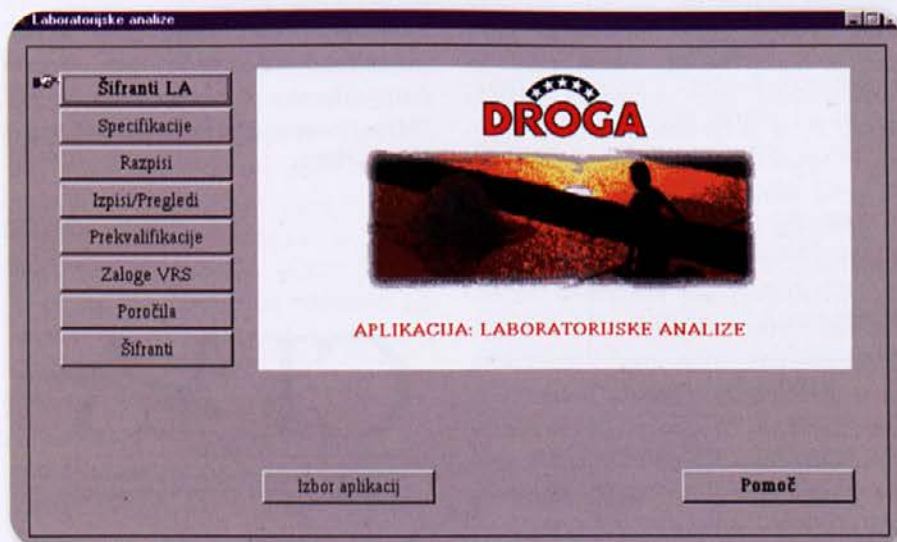 Laboratorijske analize
Šifranti LA
Specifikacije
Razpisi
Izpisi/Pregledi
Prekvalifikacije
Zaloge VRS
Poročila
Šifranti
DROGA
APLIKACIJA: LABORATORIJSKE ANALIZE
Izbor aplikacij
Pomoč